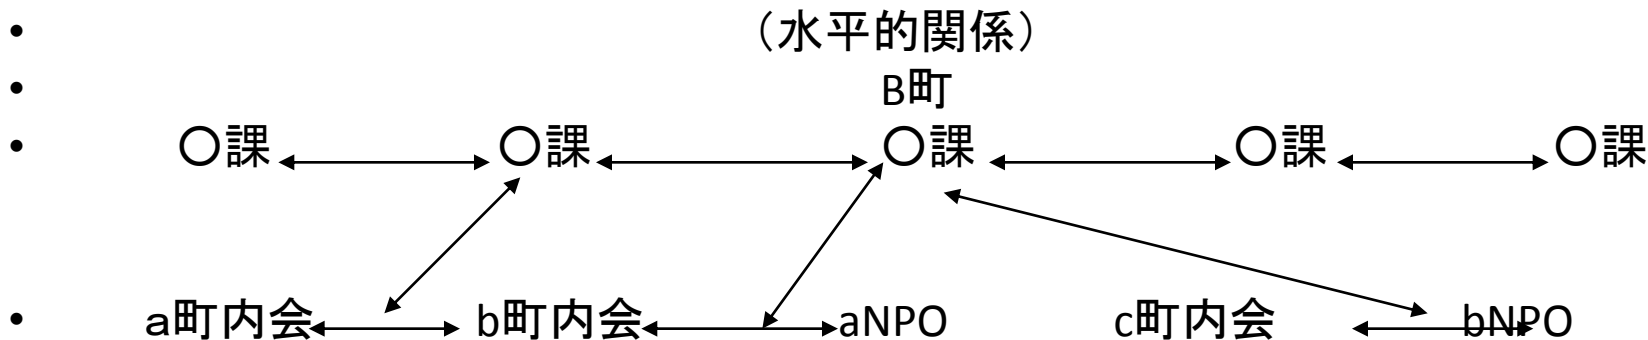 • （水平的関係）
• B町
• 〇課 〇課 〇課 〇課 〇課
• a町内会 b町内会 aNPO c町内会 bNPO